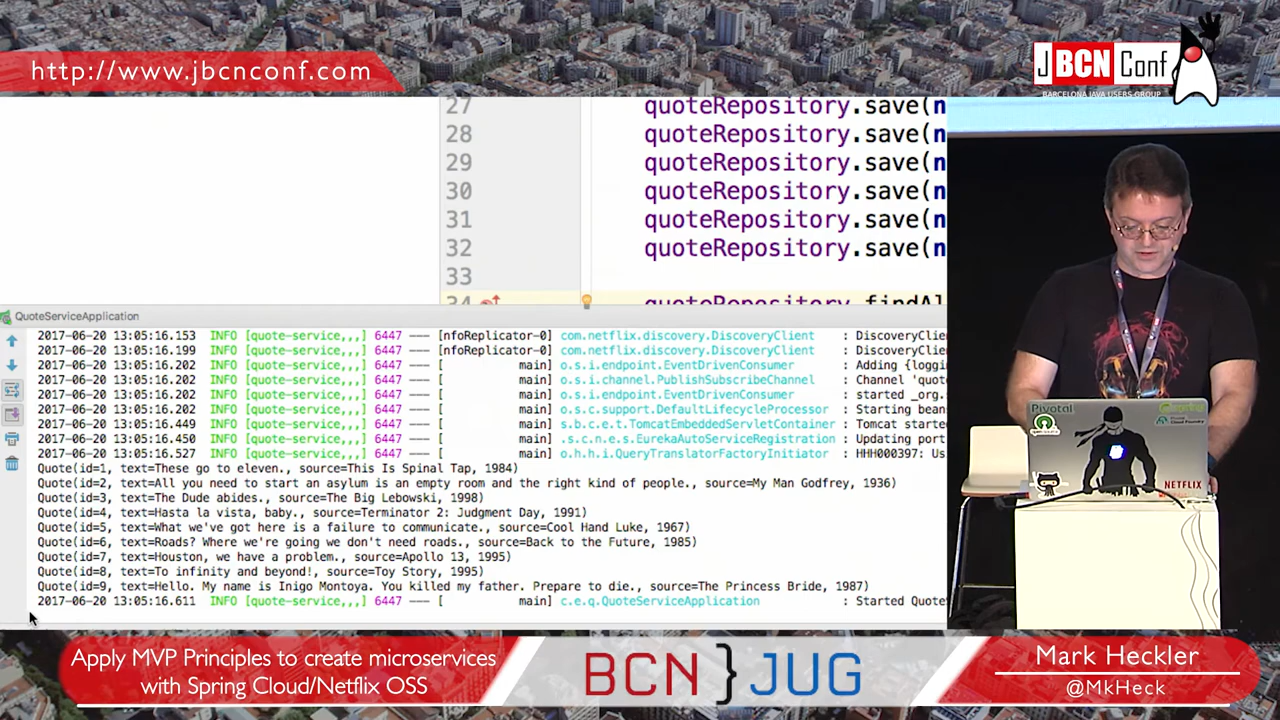 http://www.jbcnconf.com
JBCNConf
BARCELONA JAVA USERS GROUP
27 quoteRepository.save(n
28 quoteRepository.save(n
29 quoteRepository.save(n
30 quoteRepository.save(n
31 quoteRepository.save(n
32 quoteRepository.save(n
33
34 quoteRepository.findAl
QuoteServiceApplication
2017-06-20 13:05:16.153 INFO [quote-service,,,] 6447 --- [nfoReplicator-0] com.netflix.discovery.DiscoveryClient : DiscoveryClie
2017-06-20 13:05:16.199 INFO [quote-service,,,] 6447 --- [nfoReplicator-0] com.netflix.discovery.DiscoveryClient : DiscoveryClie
2017-06-20 13:05:16.202 INFO [quote-service,,,] 6447 --- [ main] o.s.i.endpoint.EventDrivenConsumer : Adding {loggi
2017-06-20 13:05:16.202 INFO [quote-service,,,] 6447 --- [ main] o.s.i.channel.PublishSubscribeChannel : Channel 'quot
2017-06-20 13:05:16.202 INFO [quote-service,,,] 6447 --- [ main] o.s.i.endpoint.EventDrivenConsumer : started _org.
2017-06-20 13:05:16.202 INFO [quote-service,,,] 6447 --- [ main] o.s.c.support.DefaultLifecycleProcessor : Starting bean
2017-06-20 13:05:16.449 INFO [quote-service,,,] 6447 --- [ main] s.b.c.e.t.TomcatEmbeddedServletContainer : Tomcat starte
2017-06-20 13:05:16.450 INFO [quote-service,,,] 6447 --- [ main] .s.c.n.e.s.EurekaAutoServiceRegistration : Updating port
2017-06-20 13:05:16.527 INFO [quote-service,,,] 6447 --- [ main] o.h.h.i.QueryTranslatorFactoryInitiator : HHH000397: Us
Quote(id=1, text=These go to eleven., source=This Is Spinal Tap, 1984)
Quote(id=2, text=All you need to start an asylum is an empty room and the right kind of people., source=My Man Godfrey, 1936)
Quote(id=3, text=The Dude abides., source=The Big Lebowski, 1998)
Quote(id=4, text=Hasta la vista, baby., source=Terminator 2: Judgment Day, 1991)
Quote(id=5, text=What we've got here is a failure to communicate., source=Cool Hand Luke, 1967)
Quote(id=6, text=Roads? Where we're going we don't need roads., source=Back to the Future, 1985)
Quote(id=7, text=Houston, we have a problem., source=Apollo 13, 1995)
Quote(id=8, text=To infinity and beyond!, source=Toy Story, 1995)
Quote(id=9, text=Hello. My name is Inigo Montoya. You killed my father. Prepare to die., source=The Princess Bride, 1987)
2017-06-20 13:05:16.611 INFO [quote-service,,,] 6447 --- [ main] c.e.q.QuoteServiceApplication : Started Quote
Pivotal
NETFLIX
Apply MVP Principles to create microservices
with Spring Cloud/Netflix OSS
BCN}JUG
Mark Heckler
@MkHeck